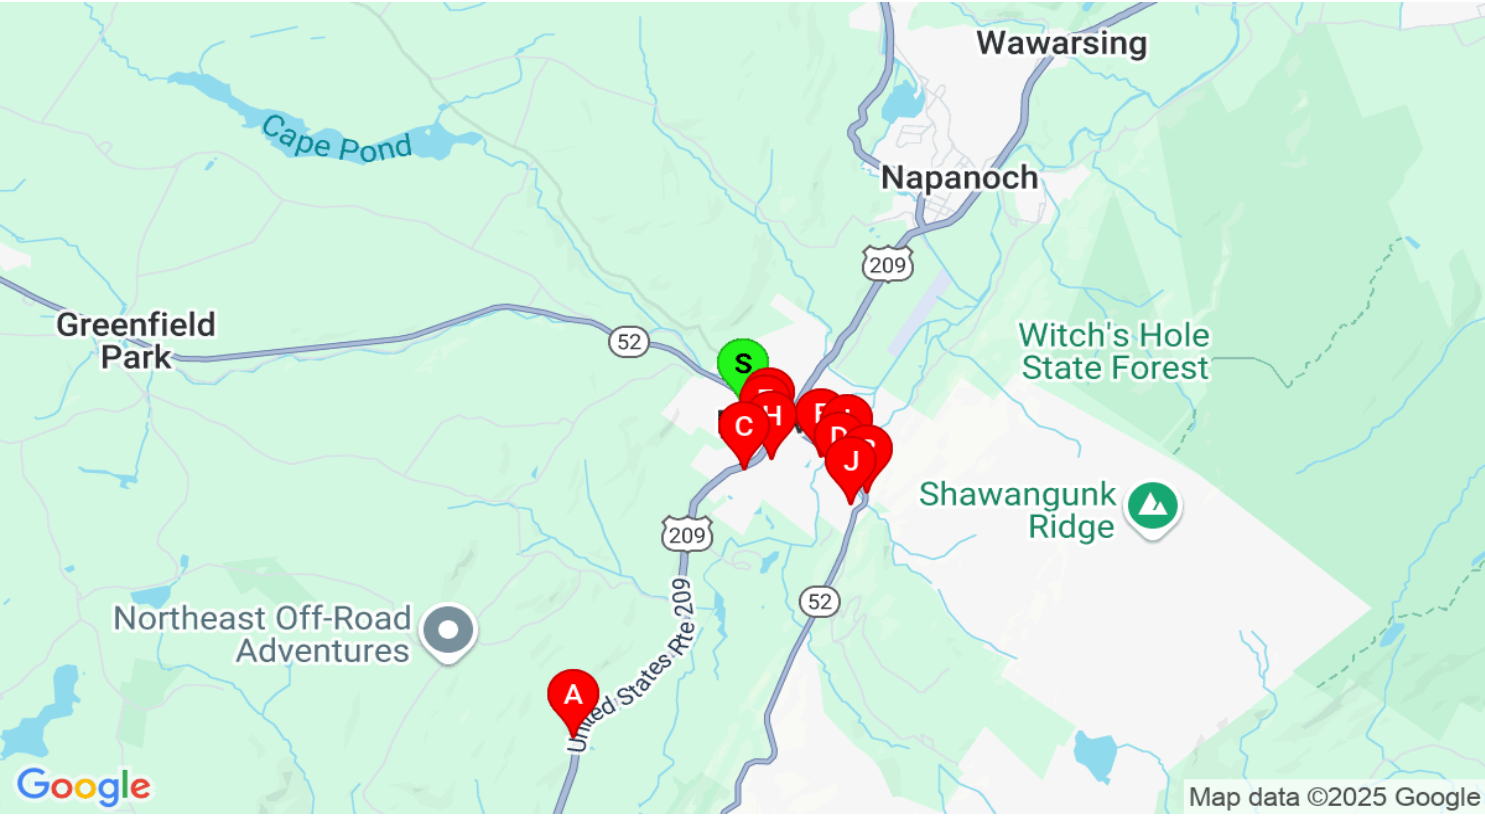 Wawarsing
Cape Pond
Napanoch
209
Greenfield
Park
52
Witch's Hole
State Forest
S
H
C
D
J
Shawangunk
Ridge
209
52
United States Rte 209
Northeast Off-Road
Adventures
A
Google
Map data ©2025 Google